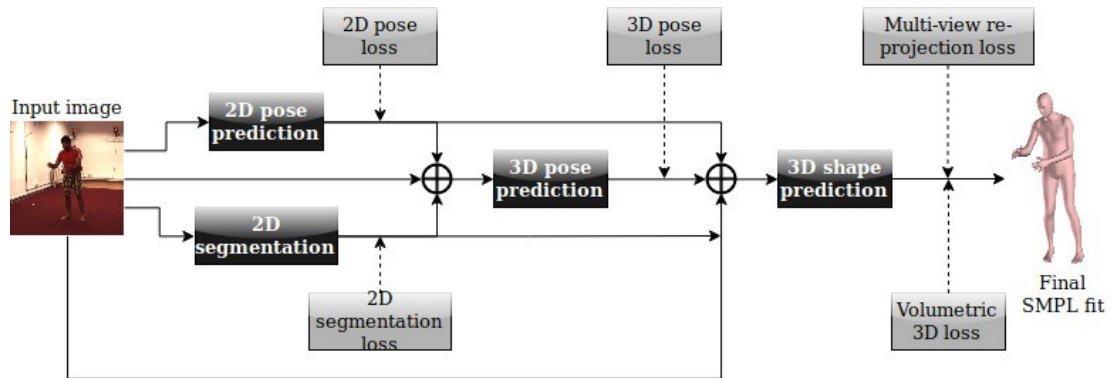 2D pose
loss
3D pose
loss
Multi-view re-
projection loss
Input image
2D pose
prediction
3D pose
prediction
3D shape
prediction
2D
segmentation
2D
segmentation
loss
Volumetric
3D loss
Final
SMPL fit